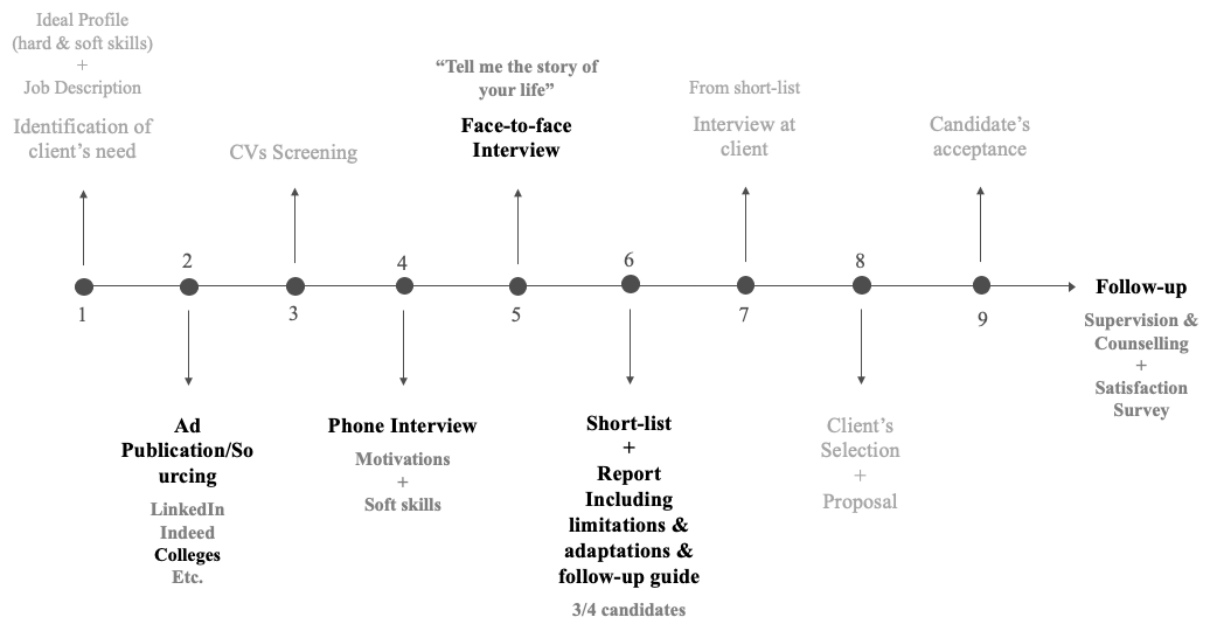 Ideal Profile
(hard & soft skills)
+
Job Description
Identification of
client's need
1
2
Ad
Publication/So
urcing
LinkedIn
Indeed
Colleges
Etc.
CVs Screening
3
4
Phone Interview
Motivations
+
Soft skills
“Tell me the story of
your life”
Face-to-face
Interview
5
6
Short-list
+
Report
Including
limitations &
adaptations &
follow-up guide
3/4 candidates
From short-list
Interview at
client
7
8
Client's
Selection
+
Proposal
Candidate's
acceptance
9
Follow-up
Supervision &
Counselling
+
Satisfaction
Survey